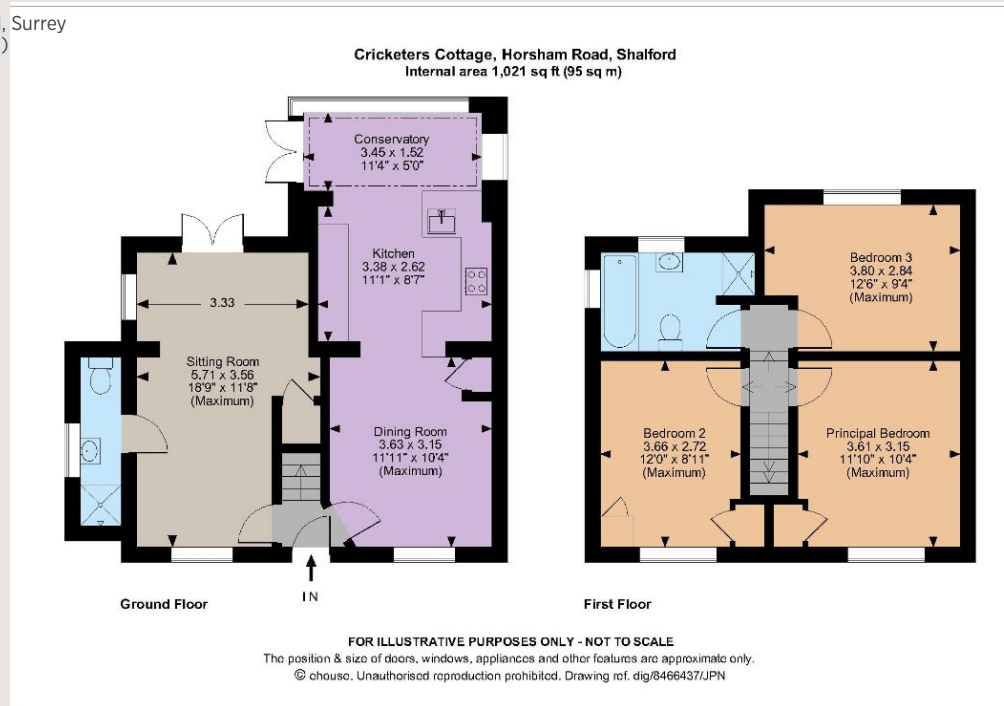 , Surrey
)
Cricketers Cottage, Horsham Road, Shalford
Internal area 1,021 sq ft (95 sq m)
Conservatory
3.45 x 1.52
11'4" x 5'0"
Kitchen
3.38 x 2.62
11'1" x 8'7"
3.33
Sitting Room
5.71 x 3.56
18'9" x 11'8"
(Maximum)
Dining Room
3.63 x 3.15
11'11" x 10'4"
(Maximum)
IN
Ground Floor
Bedroom 3
3.80 x 2.84
12'6" x 9'4"
(Maximum)
Bedroom 2
3.66 x 2.72
12'0" x 8'11"
(Maximum)
Principal Bedroom
3.61 x 3.15
11'10" x 10'4"
(Maximum)
First Floor
FOR ILLUSTRATIVE PURPOSES ONLY - NOT TO SCALE
The position & size of doors, windows, appliances and other features are approximate only.
© ehouse. Unauthorised reproduction prohibited. Drawing ref. dig/8466437/JPN